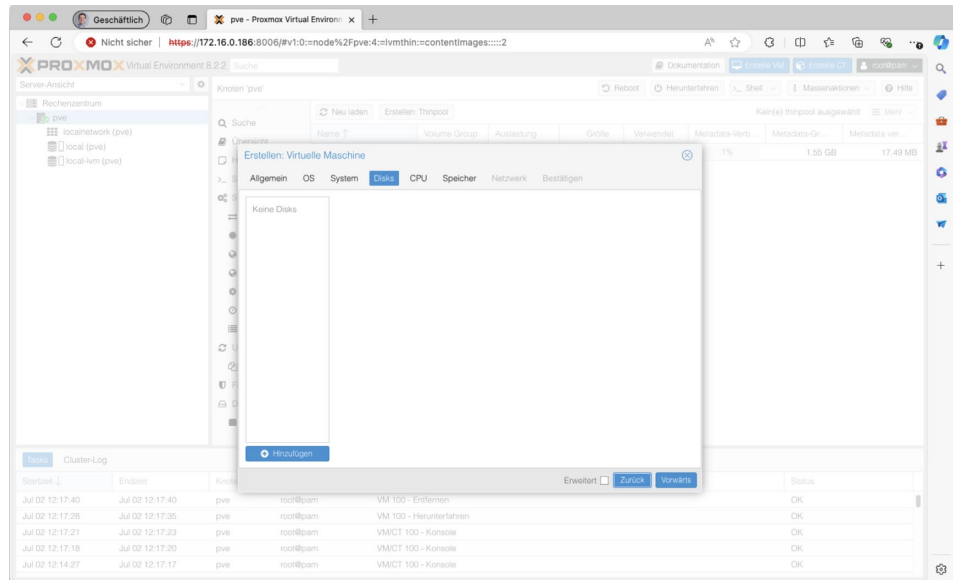 Geschäftlich
pve - Proxmox Virtual Environm
Nicht sicher | https://172.16.0.186:8006/#v1:0:=node%2Fpve:4:=lvmthin:=contentImages:::::2
PROXMOX Virtual Environment 8.2.2 Suche
Dokumentation Erstelle VM Erstelle CT root@pam
Server-Ansicht
Knoten 'pve'
Reboot Herunterfahren Shell Massenaktionen Hilfe
Rechenzentrum
pve
localnetwork (pve)
local (pve)
local-lvm (pve)
Suche
Übersicht
Neu laden Erstellen: Thinpool
Kein(e) thinpool ausgewählt Mehr
Name Volume Group Auslastung Größe Verwendet Metadata-Verb... Metadata-Gr... Metadata ver...
1% 1.55 GB 17.49 MB
Erstellen: Virtuelle Maschine
Allgemein OS System Disks CPU Speicher Netzwerk Bestätigen
Keine Disks
Hinzufügen
Erweitert Zurück Vorwärts
Tasks Cluster-Log
Startzeit Endzeit Status
Jul 02 12:17:40 Jul 02 12:17:40 pve root@pam VM 100 - Entfernen OK
Jul 02 12:17:28 Jul 02 12:17:35 pve root@pam VM 100 - Herunterfahren OK
Jul 02 12:17:21 Jul 02 12:17:23 pve root@pam VM/CT 100 - Konsole OK
Jul 02 12:17:18 Jul 02 12:17:20 pve root@pam VM/CT 100 - Konsole OK
Jul 02 12:14:27 Jul 02 12:17:17 pve root@pam VM/CT 100 - Konsole OK